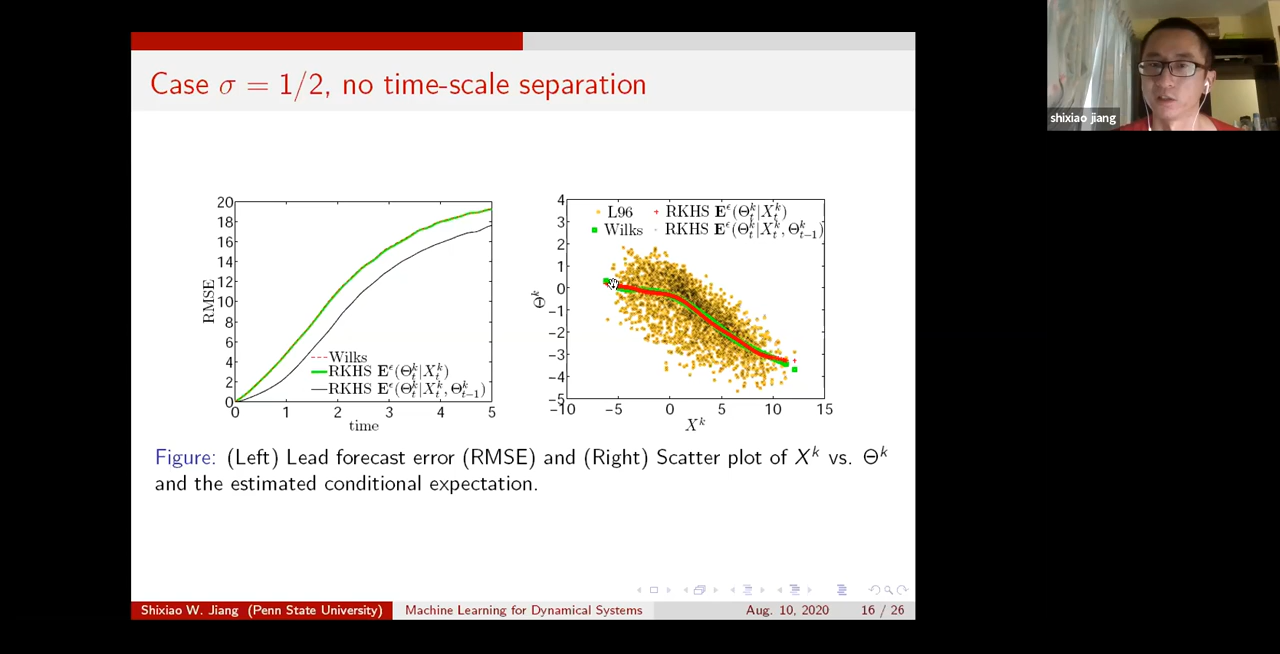 shixiao jiang
Case σ = 1/2, no time-scale separation
20
18
16
14
12
10
8
6
4
2
0
RMSE
Wilks
RKHS 𝐄^ϵ(Θ_t^k|X_t^k)
RKHS 𝐄^ϵ(Θ_t^k|X_t^k, Θ_{t−1}^k)
0 1 2 3 4 5
time
4
3
2
1
0
−1
−2
−3
−4
−5
Θ^k
L96 RKHS 𝐄^ϵ(Θ_t^k|X_t^k)
Wilks RKHS 𝐄^ϵ(Θ_t^k|X_t^k, Θ_{t−1}^k)
−10 −5 0 5 10 15
X^k
Figure: (Left) Lead forecast error (RMSE) and (Right) Scatter plot of X^k vs. Θ^k
and the estimated conditional expectation.
Shixiao W. Jiang (Penn State University) Machine Learning for Dynamical Systems Aug. 10, 2020 16 / 26